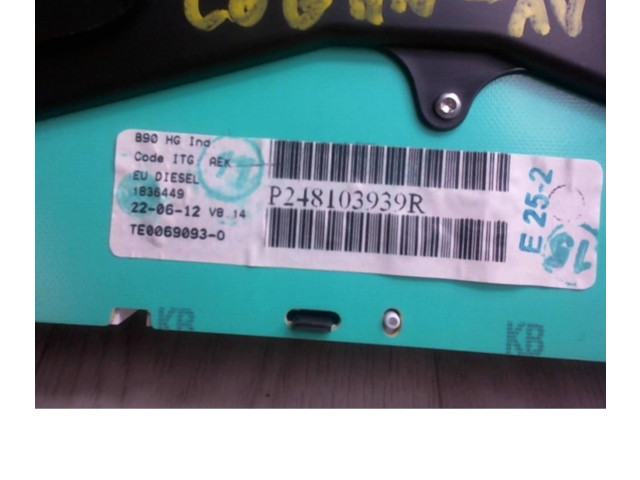 B90 HG Ind
Code ITG AEK
EU DIESEL
1836449
22-06-12 V8.14
TE0069093-0
P248103939R
E 25-2
15
KB
KB